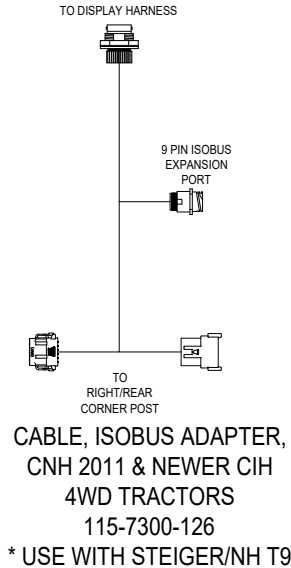 TO DISPLAY HARNESS
9 PIN ISOBUS
EXPANSION
PORT
TO
RIGHT/REAR
CORNER POST
CABLE, ISOBUS ADAPTER,
CNH 2011 & NEWER CIH
4WD TRACTORS
115-7300-126
* USE WITH STEIGER/NH T9